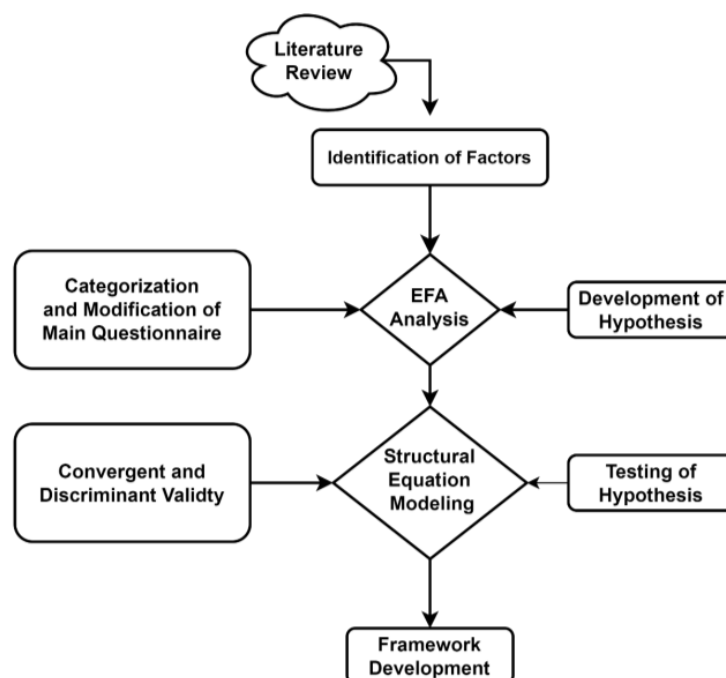 Literature
Review
Identification of Factors
Categorization
and Modification of
Main Questionnaire
EFA
Analysis
Development of
Hypothesis
Convergent and
Discriminant Validty
Structural
Equation
Modeling
Testing of
Hypothesis
Framework
Development